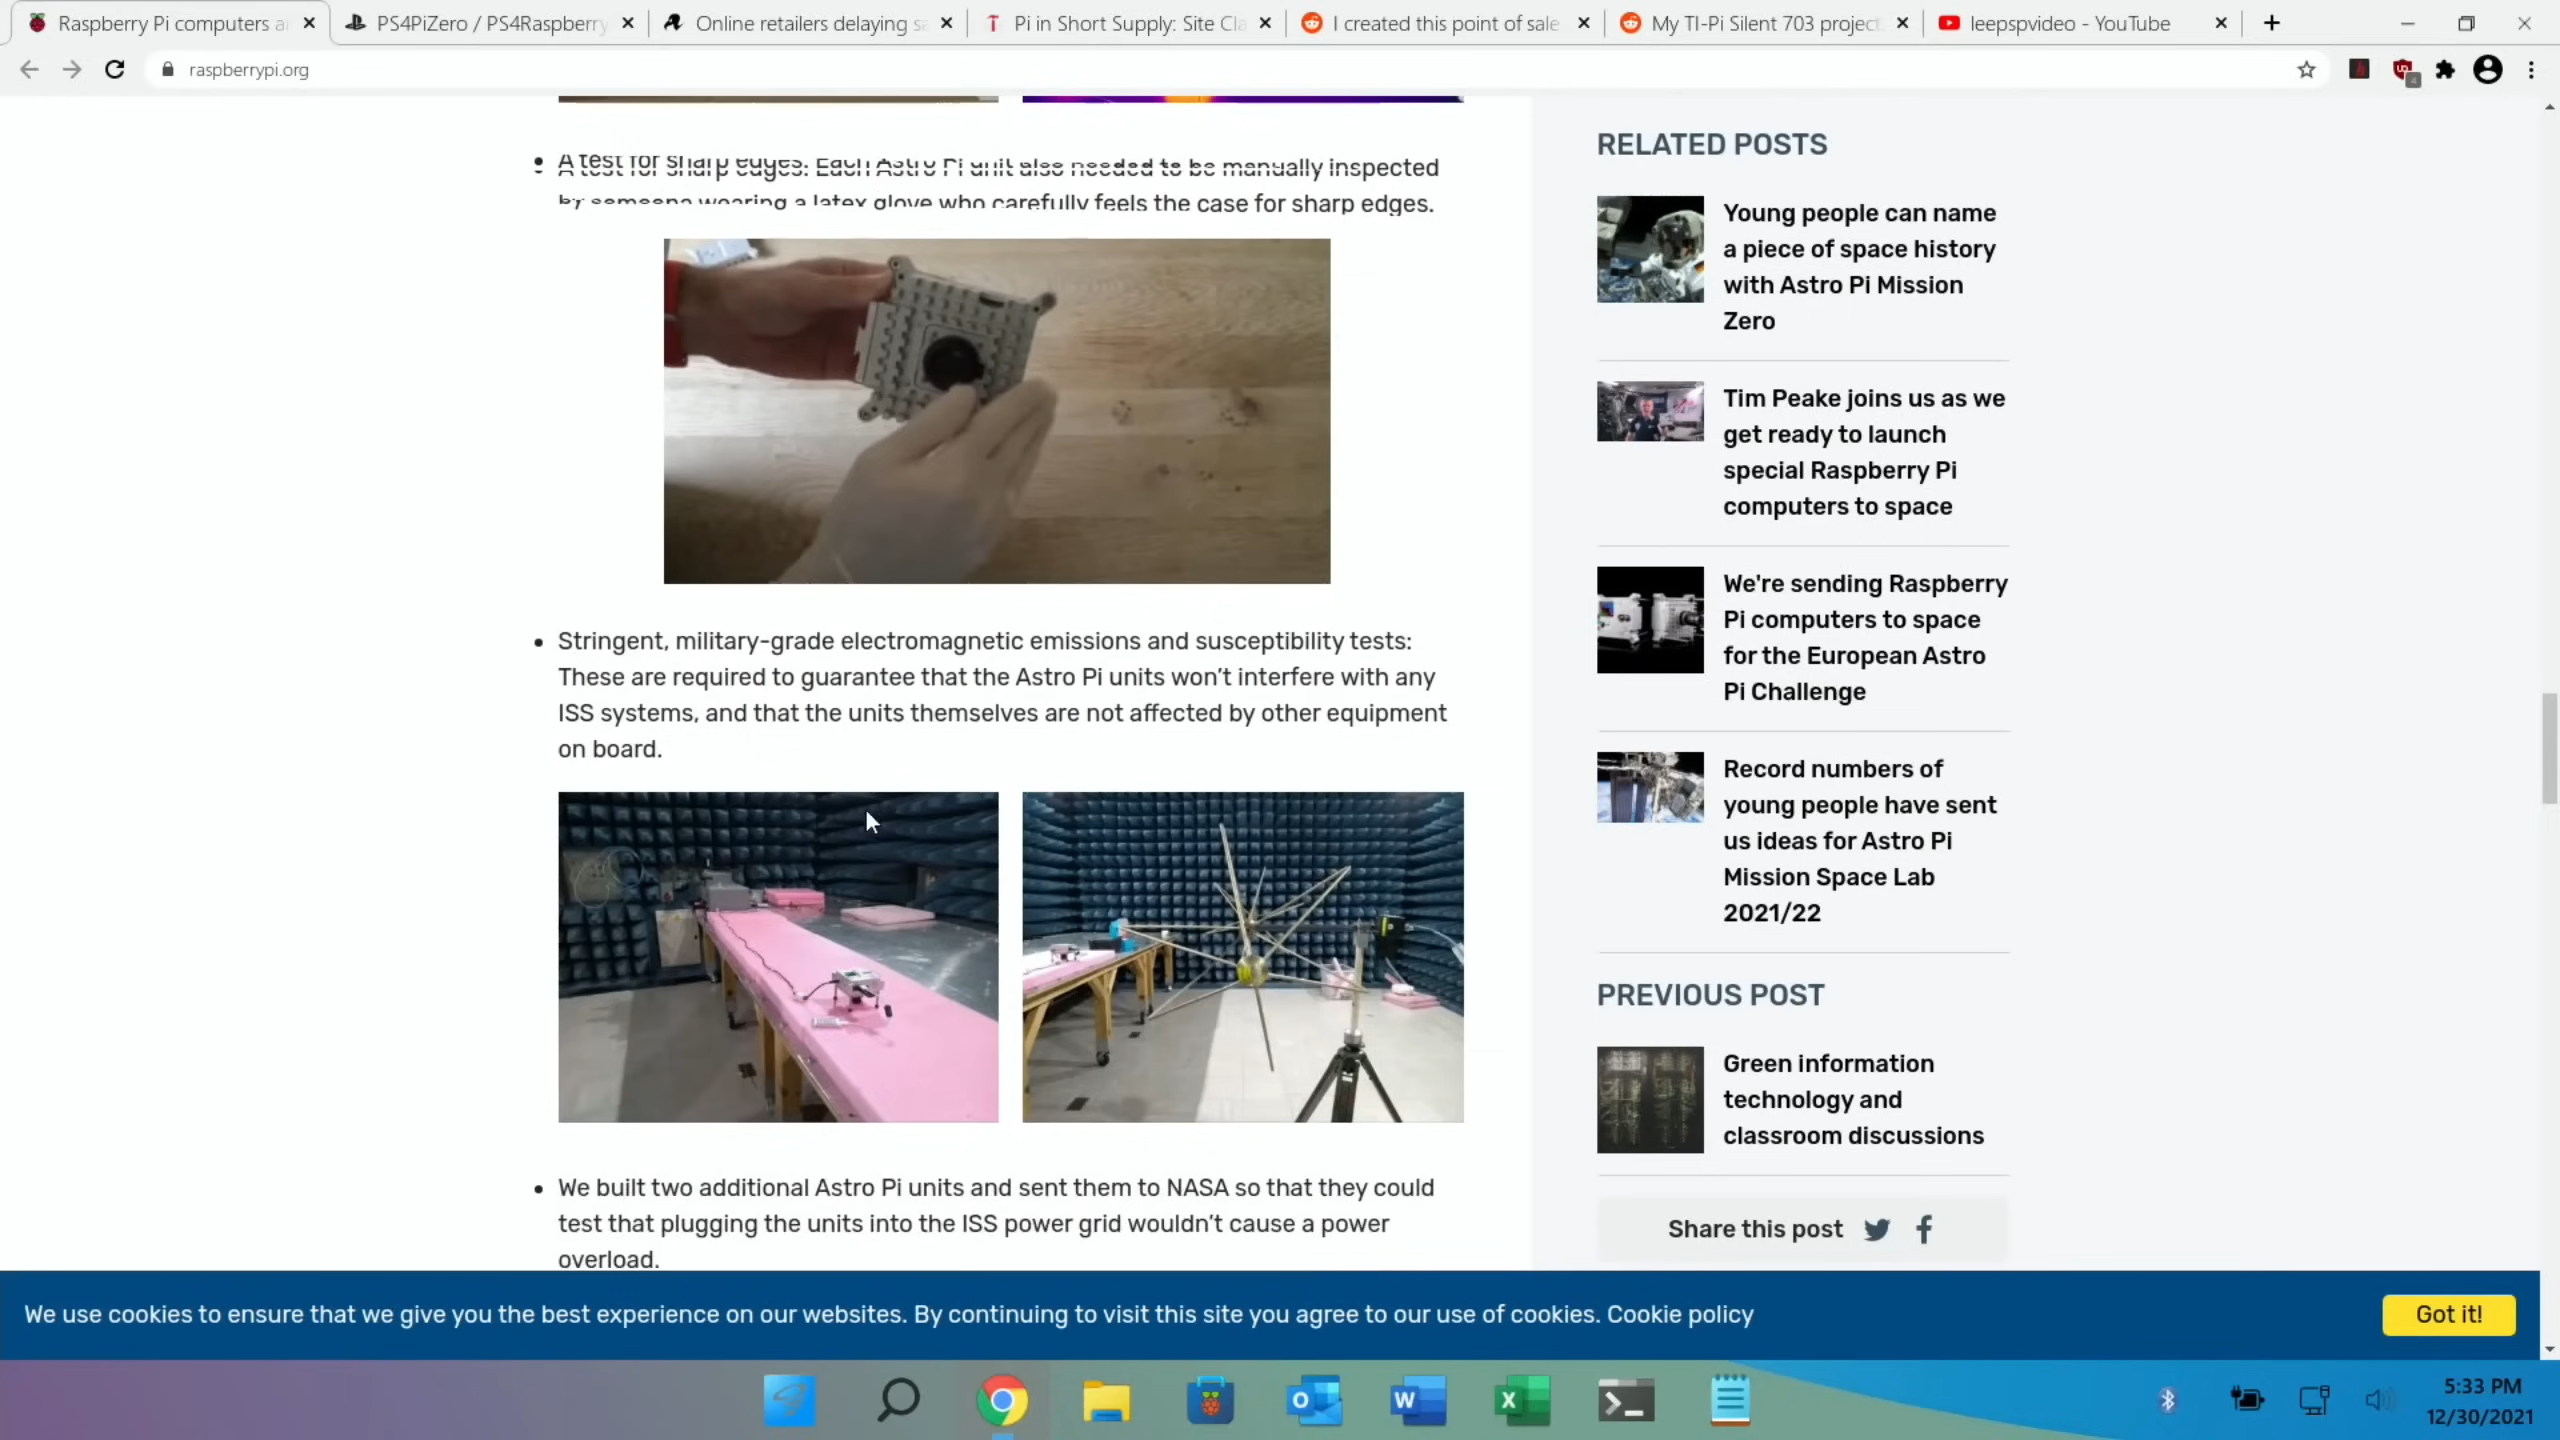 Raspberry Pi computers a
PS4PiZero / PS4Raspberry
Online retailers delaying sa
Pi in Short Supply: Site Cla
I created this point of sale
My TI-Pi Silent 703 project
leepspvideo - YouTube
raspberrypi.org
A test for sharp edges: Each Astro Pi unit also needed to be manually inspected
by someone wearing a latex glove who carefully feels the case for sharp edges.
Stringent, military-grade electromagnetic emissions and susceptibility tests:
These are required to guarantee that the Astro Pi units won't interfere with any
ISS systems, and that the units themselves are not affected by other equipment
on board.
We built two additional Astro Pi units and sent them to NASA so that they could
test that plugging the units into the ISS power grid wouldn't cause a power
overload.
RELATED POSTS
Young people can name
a piece of space history
with Astro Pi Mission
Zero
Tim Peake joins us as we
get ready to launch
special Raspberry Pi
computers to space
We're sending Raspberry
Pi computers to space
for the European Astro
Pi Challenge
Record numbers of
young people have sent
us ideas for Astro Pi
Mission Space Lab
2021/22
PREVIOUS POST
Green information
technology and
classroom discussions
Share this post
We use cookies to ensure that we give you the best experience on our websites. By continuing to visit this site you agree to our use of cookies. Cookie policy
Got it!
5:33 PM
12/30/2021